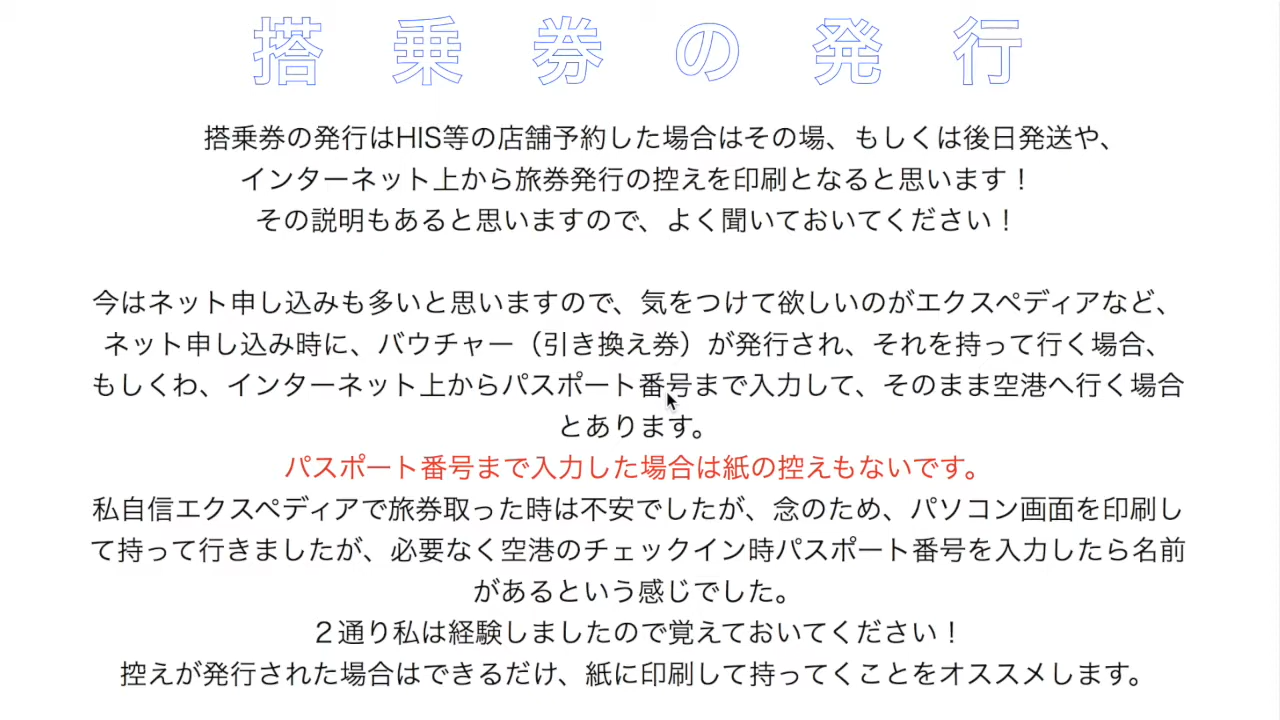 搭乗券の発行
搭乗券の発行はHIS等の店舗予約した場合はその場、もしくは後日発送や、
インターネット上から旅券発行の控えを印刷となると思います！
その説明もあると思いますので、よく聞いておいてください！
今はネット申し込みも多いと思いますので、気をつけて欲しいのがエクスペディアなど、
ネット申し込み時に、バウチャー（引き換え券）が発行され、それを持って行く場合、
もしくわ、インターネット上からパスポート番号まで入力して、そのまま空港へ行く場合
とあります。
パスポート番号まで入力した場合は紙の控えもないです。
私自信エクスペディアで旅券取った時は不安でしたが、念のため、パソコン画面を印刷し
て持って行きましたが、必要なく空港のチェックイン時パスポート番号を入力したら名前
があるという感じでした。
２通り私は経験しましたので覚えておいてください！
控えが発行された場合はできるだけ、紙に印刷して持ってくことをオススメします。